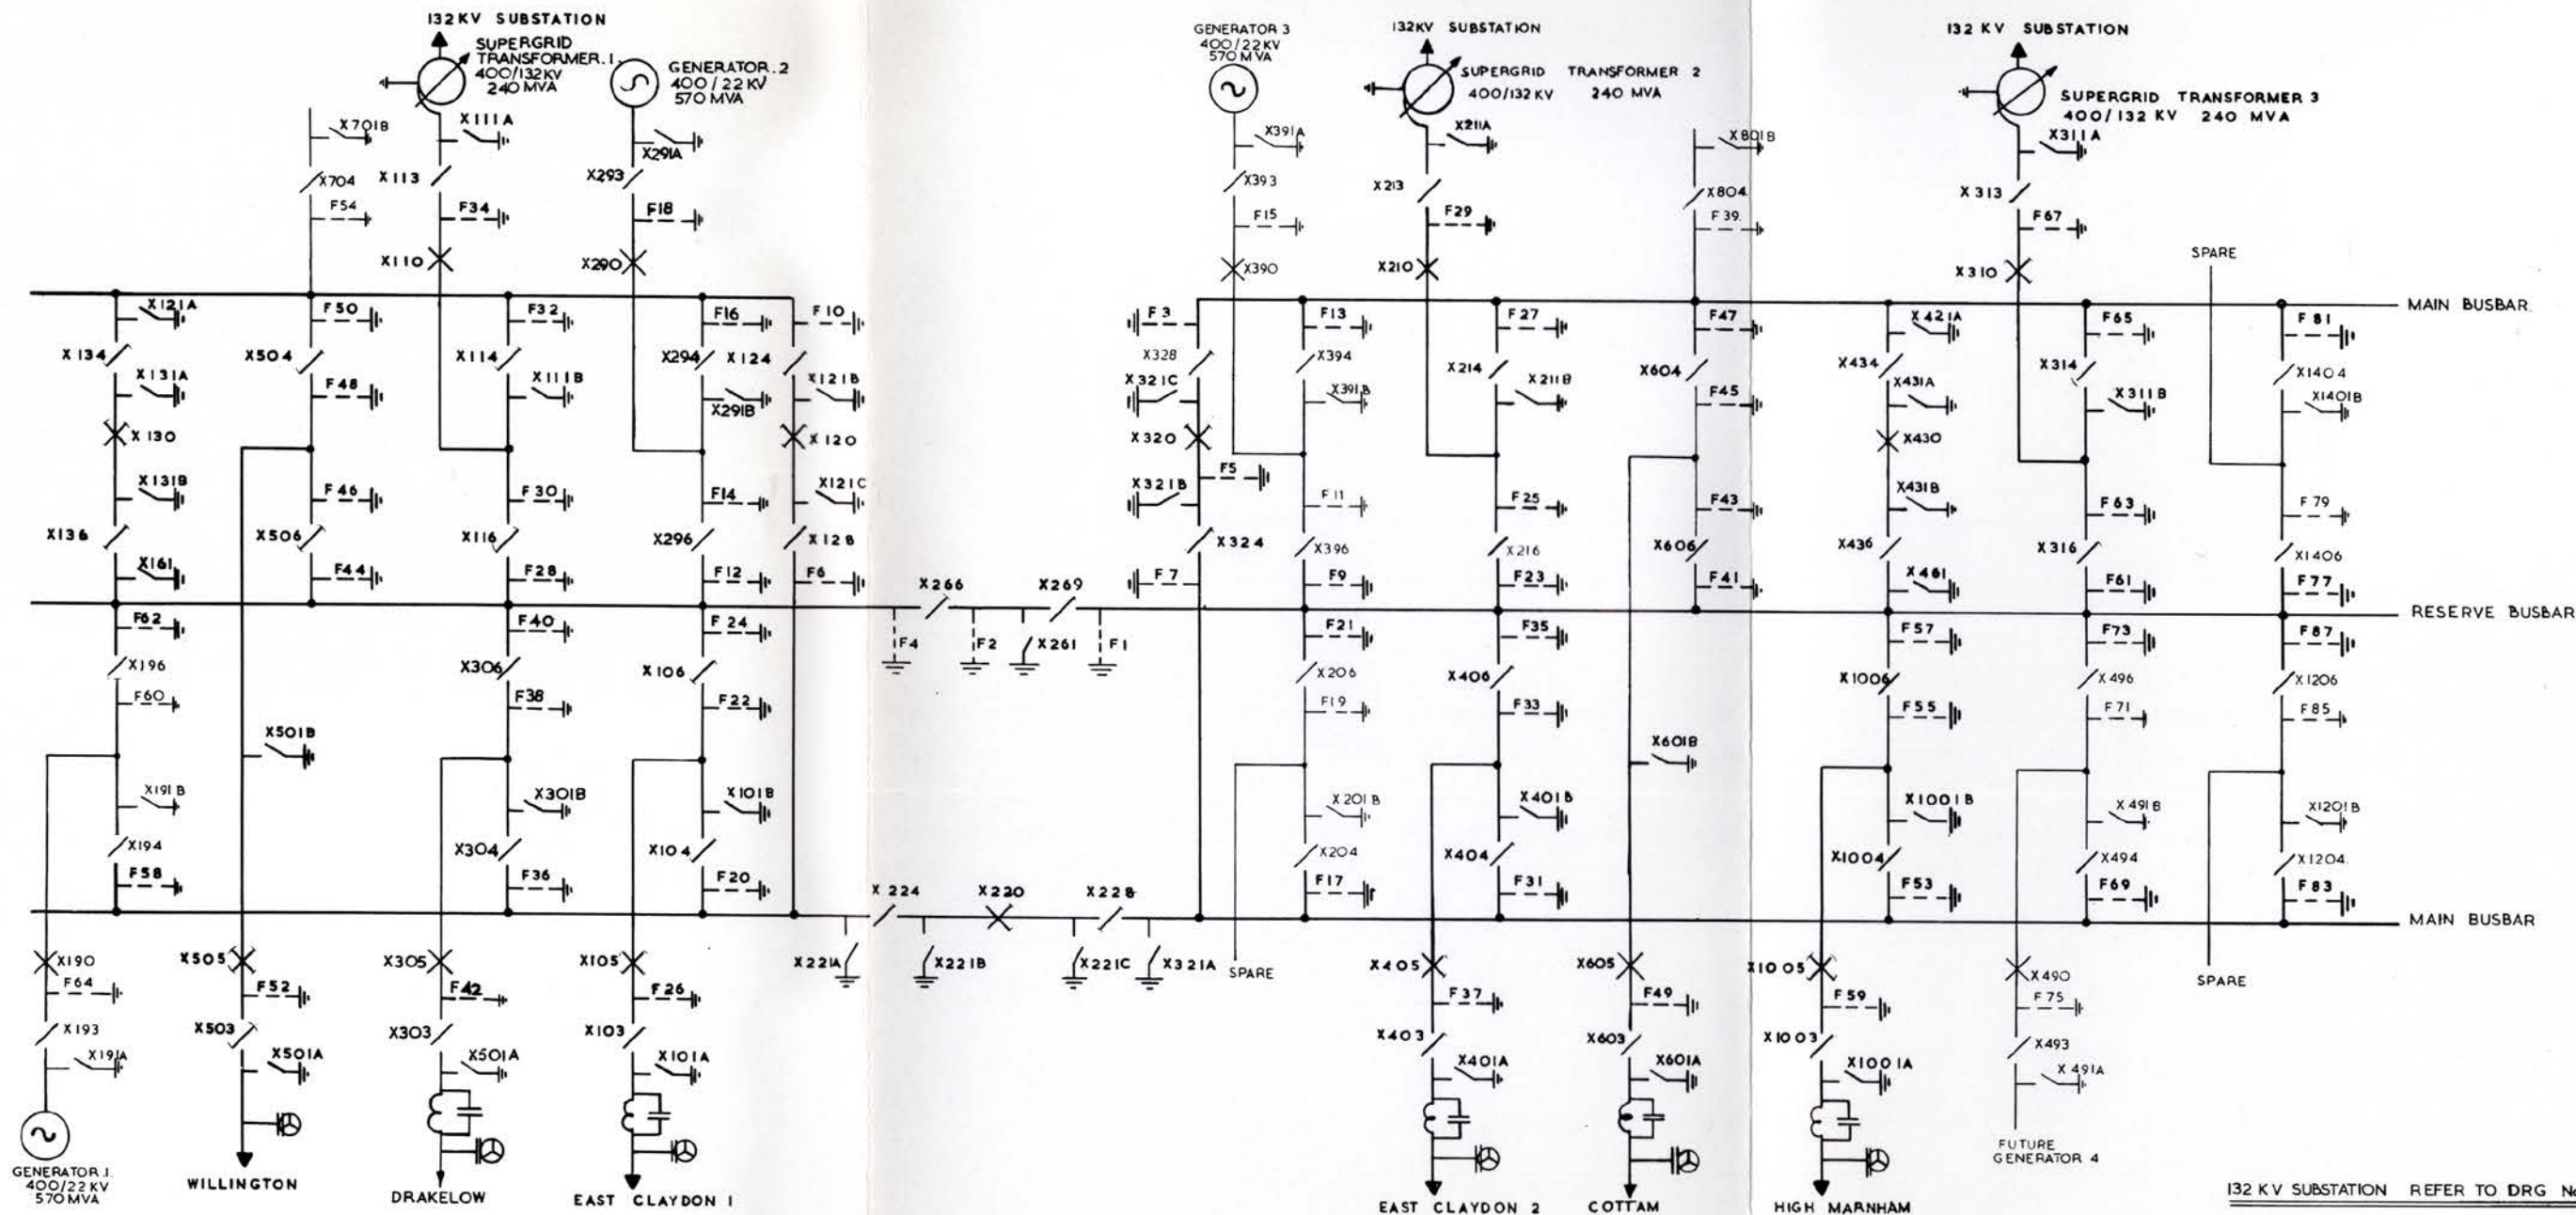 132KV SUBSTATION
SUPERGRID
TRANSFORMER.1.
400/132KV
240 MVA
GENERATOR.2
400/22 KV
570 MVA
GENERATOR 3
400/22KV
570 MVA
132KV SUBSTATION
SUPERGRID TRANSFORMER 2
400/132 KV 240 MVA
132 KV SUBSTATION
SUPERGRID TRANSFORMER 3
400/132 KV 240 MVA
X701B
X111A
X291A
X391A
X211A
X801B
X311A
X704
X113
X293
X393
X213
X804
X313
F54
F34
F18
F15
F29
F39.
F67
X110
X290
X390
X210
X310
SPARE
MAIN BUSBAR.
X121A
F50
F32
F16
F10
F3
F13
F27
F47
X421A
F65
F81
X134
X504
X114
X294
X124
X328
X394
X214
X604
X434
X314
X1404
X131A
F48
X111B
X291B
X121B
X321C
X391B
X211B
F45
X431A
X311B
X1401B
X130
X120
X320
X430
X131B
F46
F30
F14
X121C
X321B
F5
F11
F25
F43
X431B
F63
F79
X136
X506
X116
X296
X128
X324
X396
X216
X606
X436
X316
X1406
X161
F44
F28
F12
F6
X266
X269
F7
F9
F23
F41
X461
F61
F77
RESERVE BUSBAR
F62
F40
F 24
F4
F2
X261
F1
F21
F35
F57
F73
F87
X196
X306
X106
X206
X406
X1006
X496
X1206
F60
F38
F22
F19
F33
F55
F71
F85
X501B
X601B
X191B
X301B
X101B
X201B
X401B
X1001B
X491B
X1201B
X194
X304
X104
X204
X404
X1004
X494
X1204.
F58
F36
F20
X224
X220
X228
F17
F31
F53
F69
F83
MAIN BUSBAR
X190
X505
X305
X105
X221A
X221B
X221C
X321A
SPARE
X405
X605
X1005
X490
SPARE
F64
F52
F42
F26
F37
F49
F59
F75
X193
X503
X303
X103
X403
X603
X1003
X493
X191A
X501A
X501A
X101A
X401A
X601A
X1001A
X491A
GENERATOR.1.
400/22 KV
570 MVA
WILLINGTON
DRAKELOW
EAST CLAYDON 1
EAST CLAYDON 2
COTTAM
HIGH MARNHAM
FUTURE
GENERATOR 4
132 KV SUBSTATION REFER TO DRG No